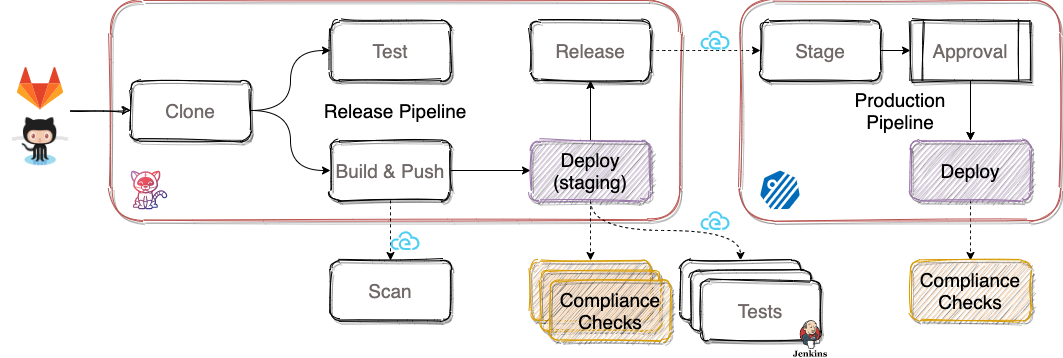 Test
Release
Stage
Approval
Clone
Release Pipeline
Production
Pipeline
Build & Push
Deploy
(staging)
Deploy
Scan
Compliance
Checks
Tests
Jenkins
Compliance
Checks